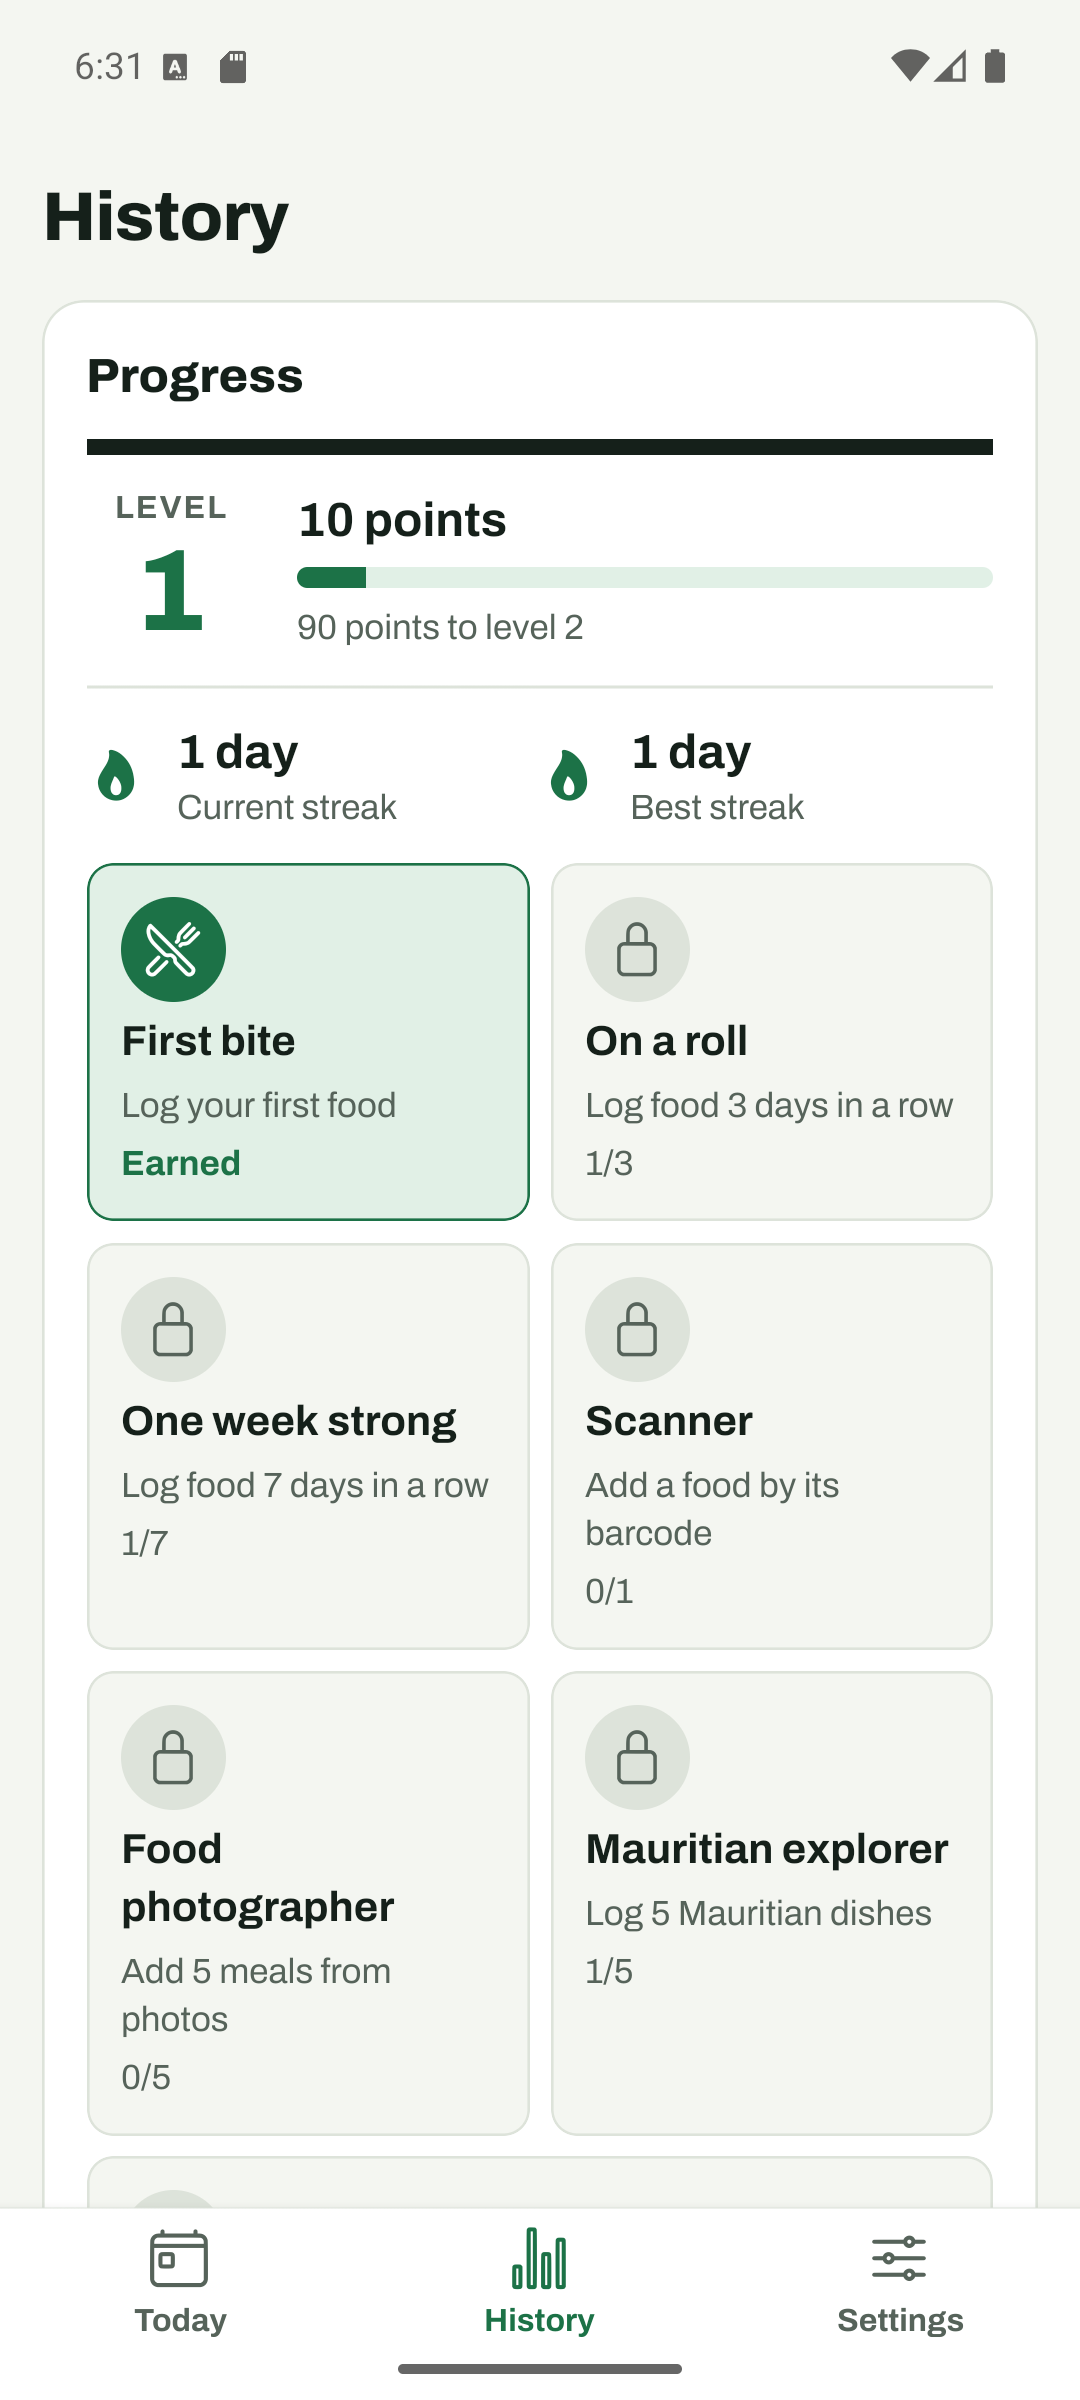 6:31
History
Progress
LEVEL
1
10 points
90 points to level 2
1 day
Current streak
1 day
Best streak
First bite
Log your first food
Earned
On a roll
Log food 3 days in a row
1/3
One week strong
Log food 7 days in a row
1/7
Scanner
Add a food by its
barcode
0/1
Food
photographer
Add 5 meals from
photos
0/5
Mauritian explorer
Log 5 Mauritian dishes
1/5
Today
History
Settings